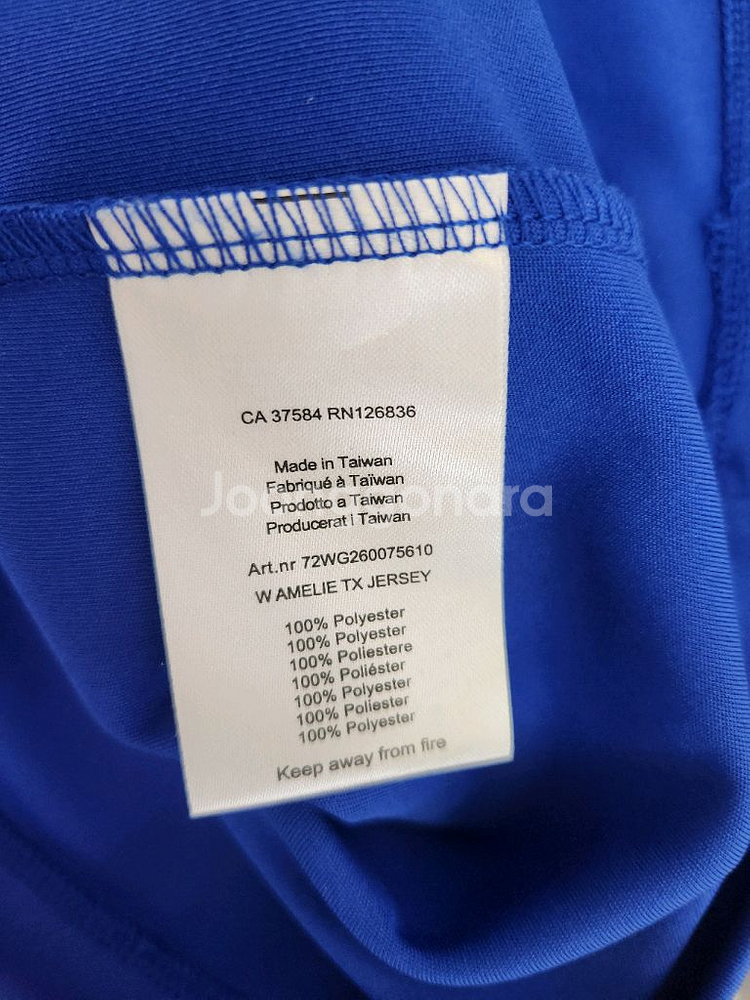 CA 37584 RN126836
Made in Taiwan
Fabriqué à Taïwan
Prodotto a Taiwan
Producerat i Taiwan
Art.nr 72WG260075610
W AMELIE TX JERSEY
100% Polyester
100% Polyester
100% Poliestere
100% Poliéster
100% Polyester
100% Poliester
100% Polyester
Keep away from fire